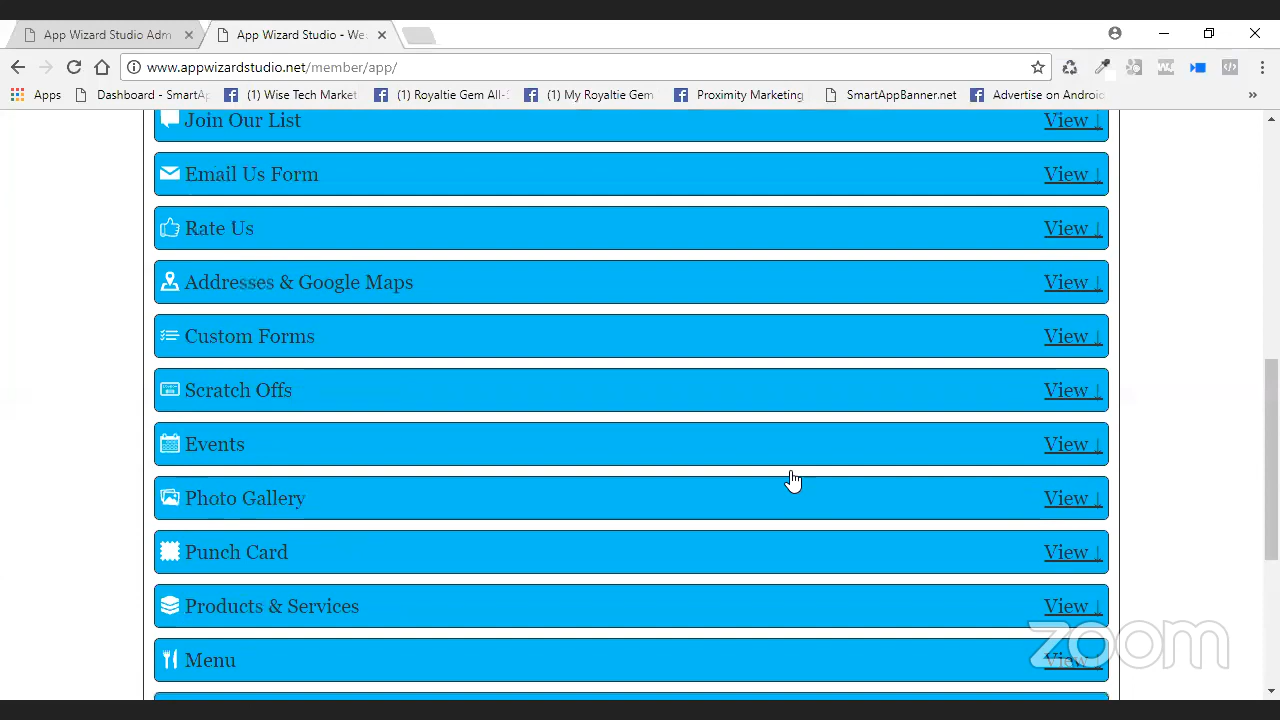 App Wizard Studio Adm
App Wizard Studio - We
www.appwizardstudio.net/member/app/
Apps
Dashboard - SmartA
(1) Wise Tech Market
(1) Royaltie Gem All-
(1) My Royaltie Gem
Proximity Marketing
SmartAppBanner.net
Advertise on Androi
Join Our List View ↓
Email Us Form View ↓
Rate Us View ↓
Addresses & Google Maps View ↓
Custom Forms View ↓
Scratch Offs View ↓
Events View ↓
Photo Gallery View ↓
Punch Card View ↓
Products & Services View ↓
Menu View ↓
zoom